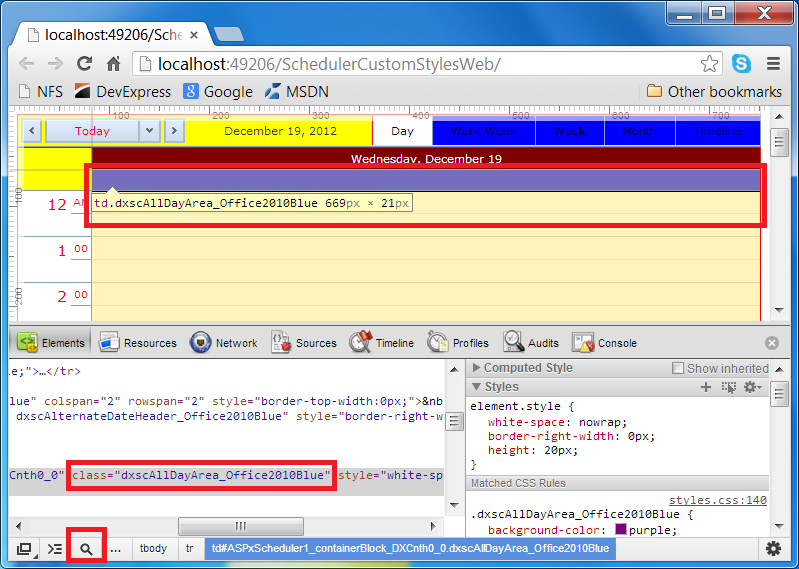 localhost:49206/Sche
localhost:49206/SchedulerCustomStylesWeb/
NFS DevExpress Google MSDN Other bookmarks
100 200 300 400 500 600 700
Today December 19, 2012 Day Work Week Week Month Timeline
Wednesday, December 19
100
td.dxscAllDayArea_Office2010Blue 669px × 21px
12 AM
1 00
2 00
200
Elements Resources Network Sources Timeline Profiles Audits Console
le;">…</tr>
lue" colspan="2" rowspan="2" style="border-top-width:0px;">&nb
dxscAlternateDateHeader_Office2010Blue" style="border-right-w
Cnth0_0" class="dxscAllDayArea_Office2010Blue" style="white-sp
Computed Style Show inherited
Styles
element.style {
white-space: nowrap;
border-right-width: 0px;
height: 20px;
}
Matched CSS Rules
styles.css:140
.dxscAllDayArea_Office2010Blue {
background-color: purple;
... tbody tr td#ASPxScheduler1_containerBlock_DXCnth0_0.dxscAllDayArea_Office2010Blue